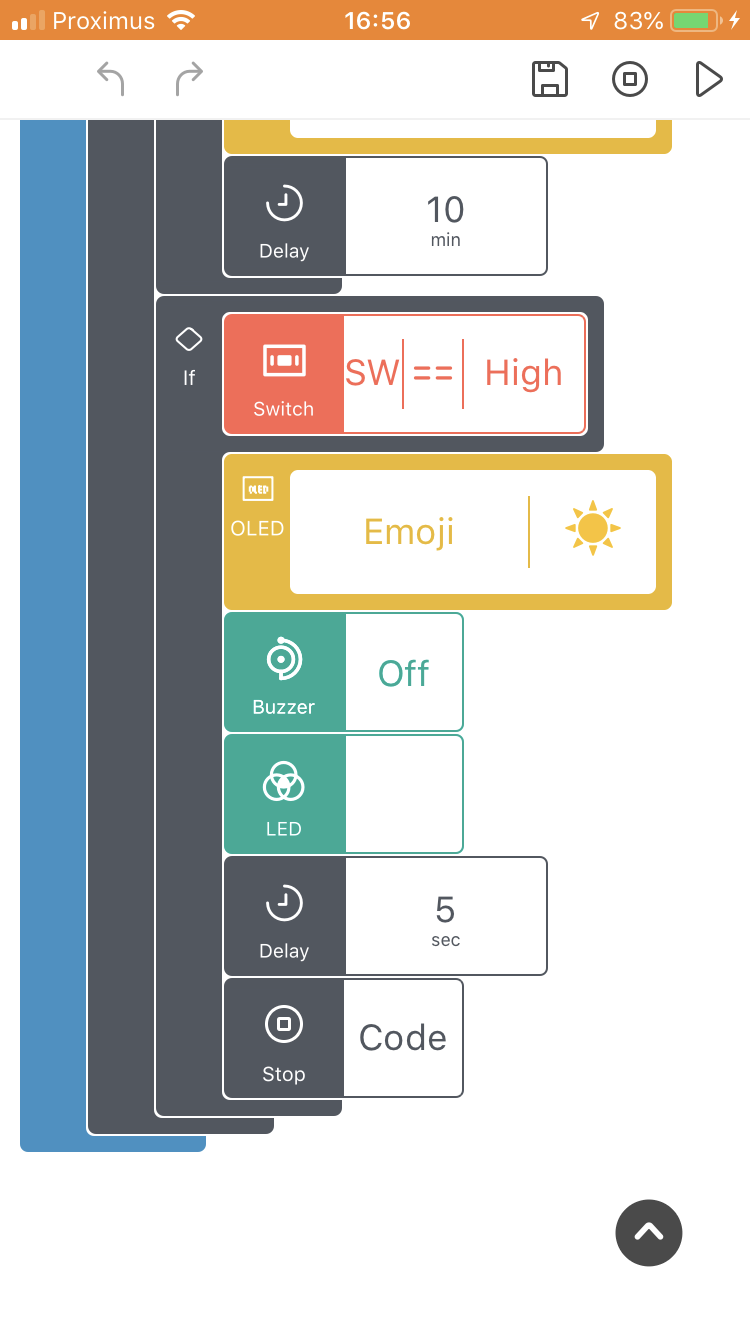 Proximus 16:56 83%
10
min
Delay
If
SW == High
Switch
OLED
OLED
Emoji
Off
Buzzer
LED
5
sec
Delay
Code
Stop